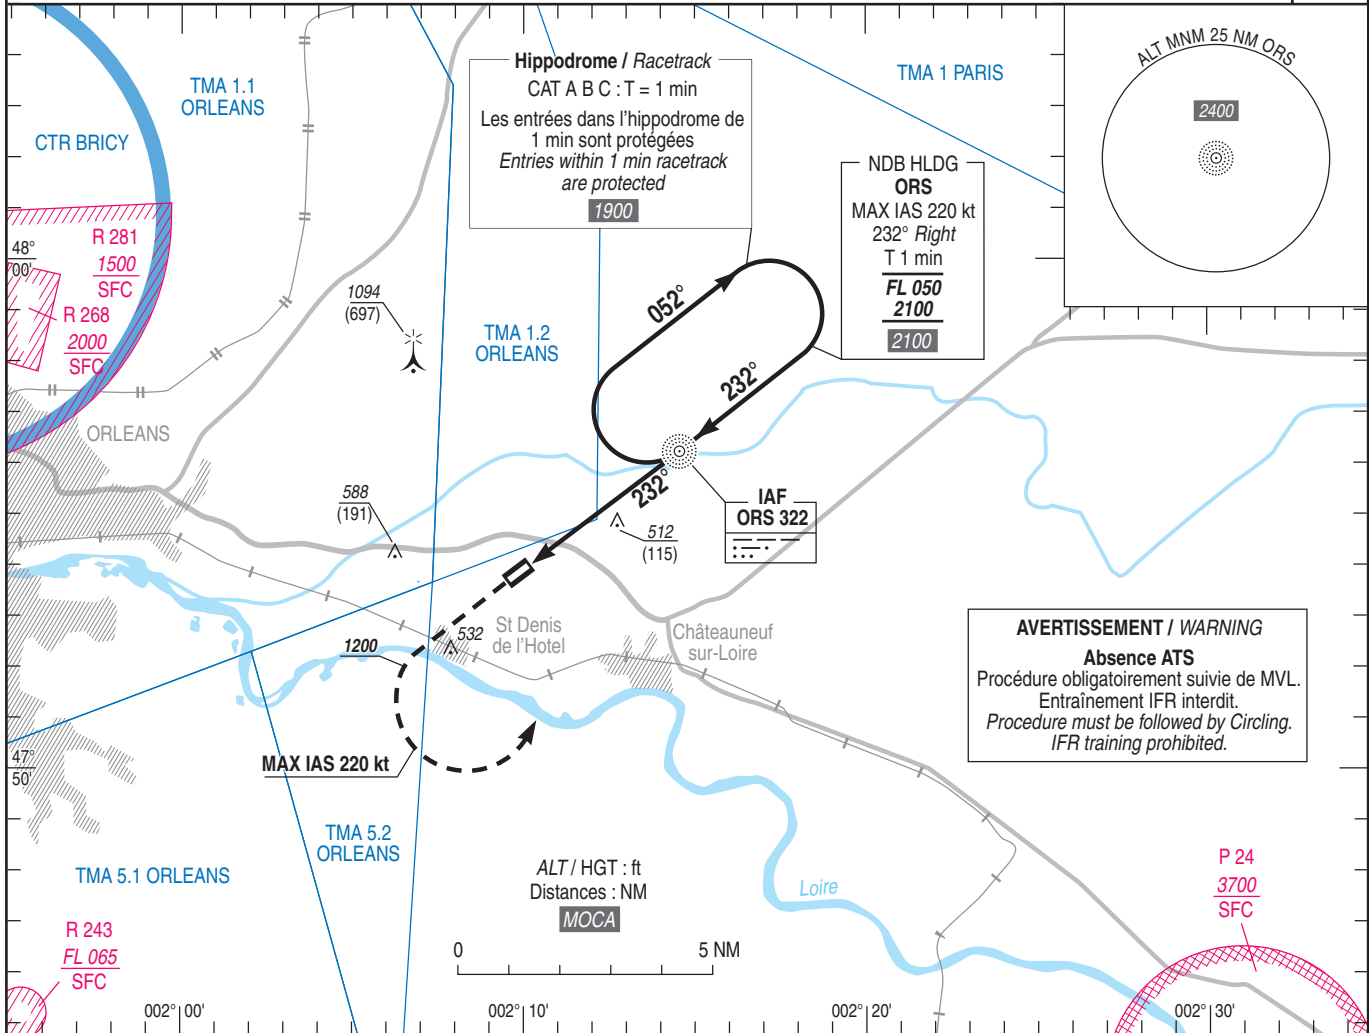 TMA 1.1
ORLEANS
CTR BRICY
Hippodrome / Racetrack
CAT A B C : T = 1 min
Les entrées dans l'hippodrome de
1 min sont protégées
Entries within 1 min racetrack
are protected
1900
TMA 1 PARIS
ALT MNM 25 NM ORS
2400
NDB HLDG
ORS
MAX IAS 220 kt
232° Right
T 1 min
FL 050
2100
2100
R 281
1500
SFC
48°
00'
R 268
2000
SFC
1094
(697)
TMA 1.2
ORLEANS
052°
232°
ORLEANS
232°
588
(191)
512
(115)
IAF
ORS 322
1200
532
St Denis
de l'Hotel
Châteauneuf
sur-Loire
AVERTISSEMENT / WARNING
Absence ATS
Procédure obligatoirement suivie de MVL.
Entraînement IFR interdit.
Procedure must be followed by Circling.
IFR training prohibited.
47°
50'
MAX IAS 220 kt
TMA 5.2
ORLEANS
TMA 5.1 ORLEANS
ALT / HGT : ft
Distances : NM
MOCA
0 5 NM
Loire
P 24
3700
SFC
R 243
FL 065
SFC
002° 00' 002° 10' 002° 20' 002° 30'